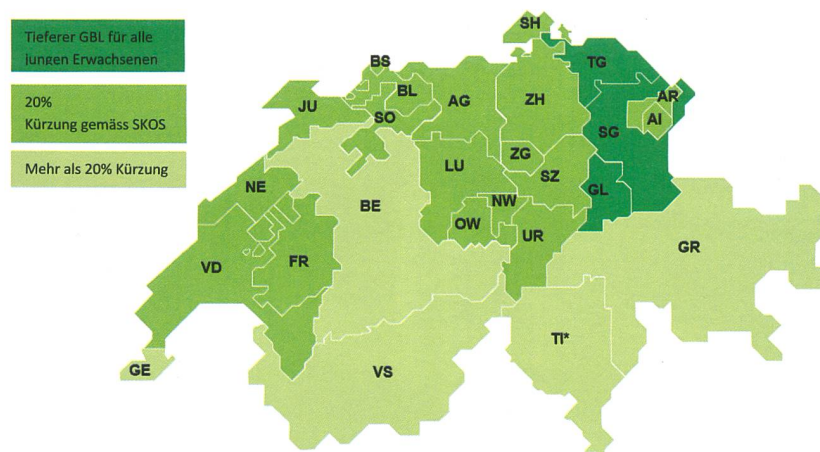 Tieferer GBL für alle
jungen Erwachsenen
20%
Kürzung gemäss SKOS
Mehr als 20% Kürzung
SH
BS
TG
BL
JU
AG
ZH
AR
SO
AI
SG
ZG
LU
SZ
NE
GL
NW
BE
OW
UR
GR
VD
FR
TI*
GE
VS